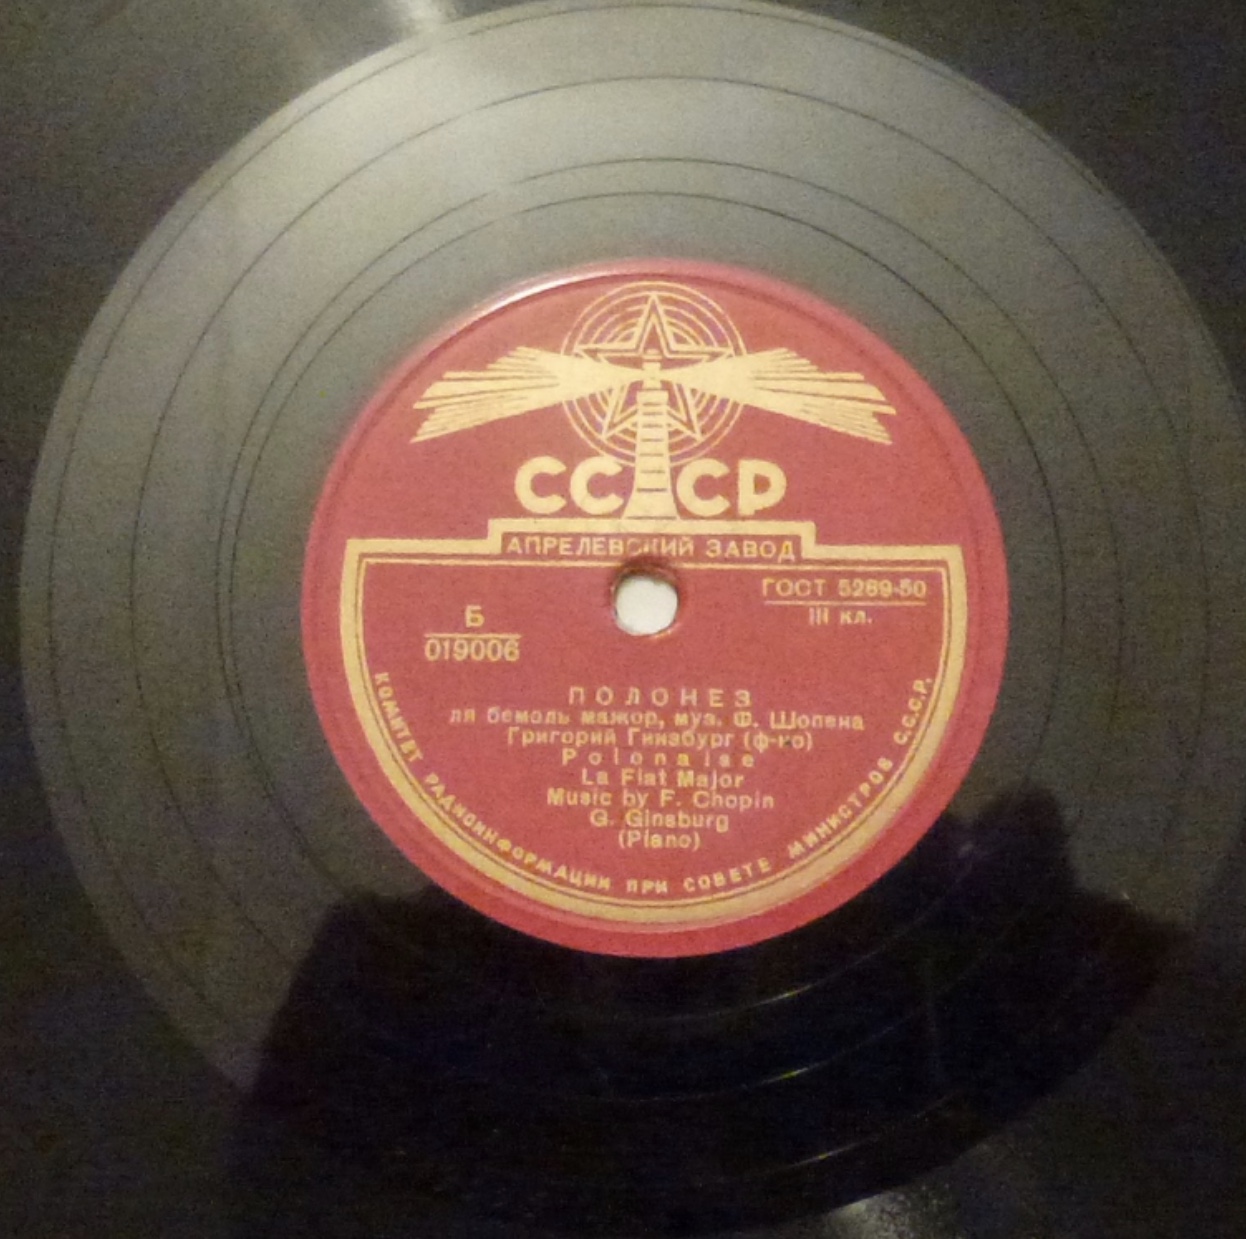 СССР
АПРЕЛЕВСКИЙ ЗАВОД
ГОСТ 5289-50
III кл.
Б
019006
ПОЛОНЕЗ
ля бемоль мажор, муз. Ф. Шопена
Григорий Гинзбург (ф-но)
Polonaise
La Flat Major
Music by F. Chopin
G. Ginsburg
(Piano)
КОМИТЕТ РАДИОИНФОРМАЦИИ ПРИ СОВЕТЕ МИНИСТРОВ С.С.С.Р.